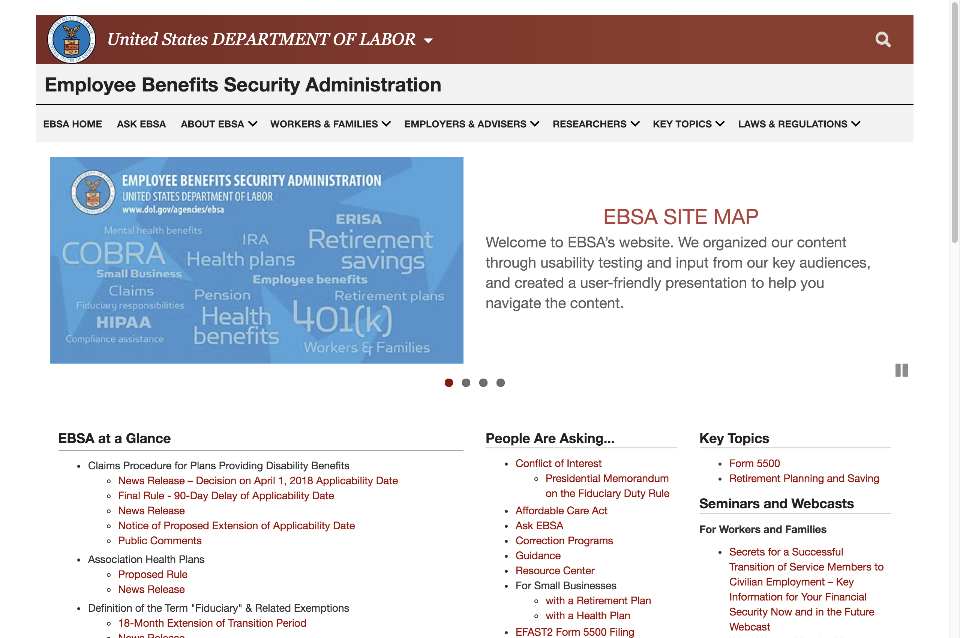 United States DEPARTMENT OF LABOR
Employee Benefits Security Administration
EBSA HOME ASK EBSA ABOUT EBSA WORKERS & FAMILIES EMPLOYERS & ADVISERS RESEARCHERS KEY TOPICS LAWS & REGULATIONS
EMPLOYEE BENEFITS SECURITY ADMINISTRATION
UNITED STATES DEPARTMENT OF LABOR
www.dol.gov/agencies/ebsa
Mental health benefits
ERISA
COBRA
IRA
Retirement
savings
Health plans
Small Business
Employee benefits
Claims
Pension
Retirement plans
Fiduciary responsibilities
HIPAA
Health
benefits
401(k)
Compliance assistance
Workers & Families
EBSA SITE MAP
Welcome to EBSA's website. We organized our content
through usability testing and input from our key audiences,
and created a user-friendly presentation to help you
navigate the content.
EBSA at a Glance
Claims Procedure for Plans Providing Disability Benefits
News Release – Decision on April 1, 2018 Applicability Date
Final Rule - 90-Day Delay of Applicability Date
News Release
Notice of Proposed Extension of Applicability Date
Public Comments
Association Health Plans
Proposed Rule
News Release
Definition of the Term "Fiduciary" & Related Exemptions
18-Month Extension of Transition Period
News Release
People Are Asking...
Conflict of Interest
Presidential Memorandum
on the Fiduciary Duty Rule
Affordable Care Act
Ask EBSA
Correction Programs
Guidance
Resource Center
For Small Businesses
with a Retirement Plan
with a Health Plan
EFAST2 Form 5500 Filing
Key Topics
Form 5500
Retirement Planning and Saving
Seminars and Webcasts
For Workers and Families
Secrets for a Successful
Transition of Service Members to
Civilian Employment – Key
Information for Your Financial
Security Now and in the Future
Webcast